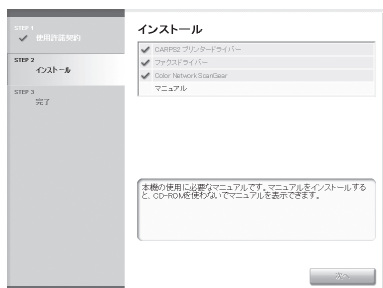 STEP 1
使用許諾契約
STEP 2
インストール
STEP 3
完了
インストール
CARPS2 プリンタードライバー
ファクスドライバー
Color Network ScanGear
マニュアル
本機の使用に必要なマニュアルです。マニュアルをインストールする
と、CD-ROMを使わないでマニュアルを表示できます。
次へ